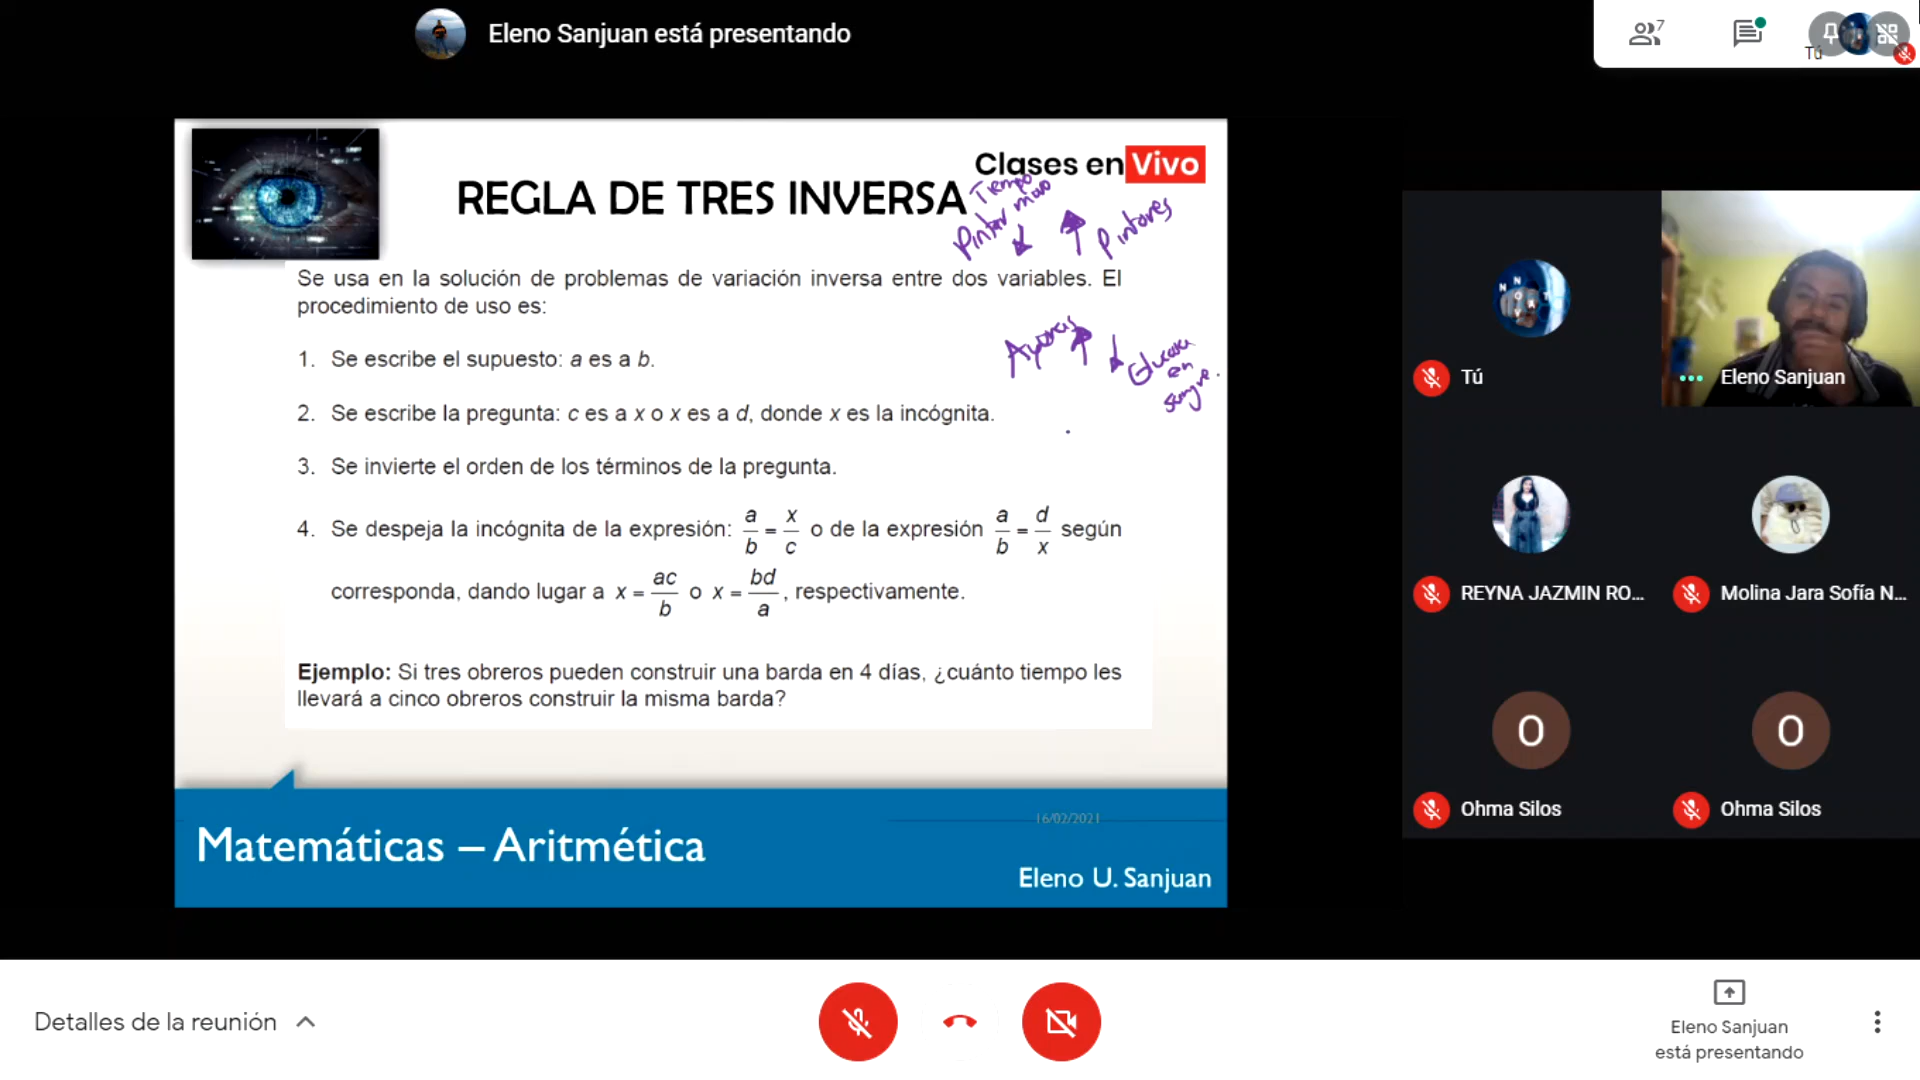 Eleno Sanjuan está presentando
7
Tú
Clases en Vivo
REGLA DE TRES INVERSA
Tiempo
Pintar muro
Pintores
Se usa en la solución de problemas de variación inversa entre dos variables. El
procedimiento de uso es:
1. Se escribe el supuesto: a es a b.
Ayunas
Glucosa
en
sangre.
2. Se escribe la pregunta: c es a x o x es a d, donde x es la incógnita.
3. Se invierte el orden de los términos de la pregunta.
4. Se despeja la incógnita de la expresión: a/b = x/c o de la expresión a/b = d/x según
corresponda, dando lugar a x = ac/b o x = bd/a, respectivamente.
Ejemplo: Si tres obreros pueden construir una barda en 4 días, ¿cuánto tiempo les
llevará a cinco obreros construir la misma barda?
16/02/2021
Matemáticas – Aritmética
Eleno U. Sanjuan
Tú
Eleno Sanjuan
REYNA JAZMIN RO...
Molina Jara Sofía N...
O
O
Ohma Silos
Ohma Silos
Detalles de la reunión
Eleno Sanjuan
está presentando